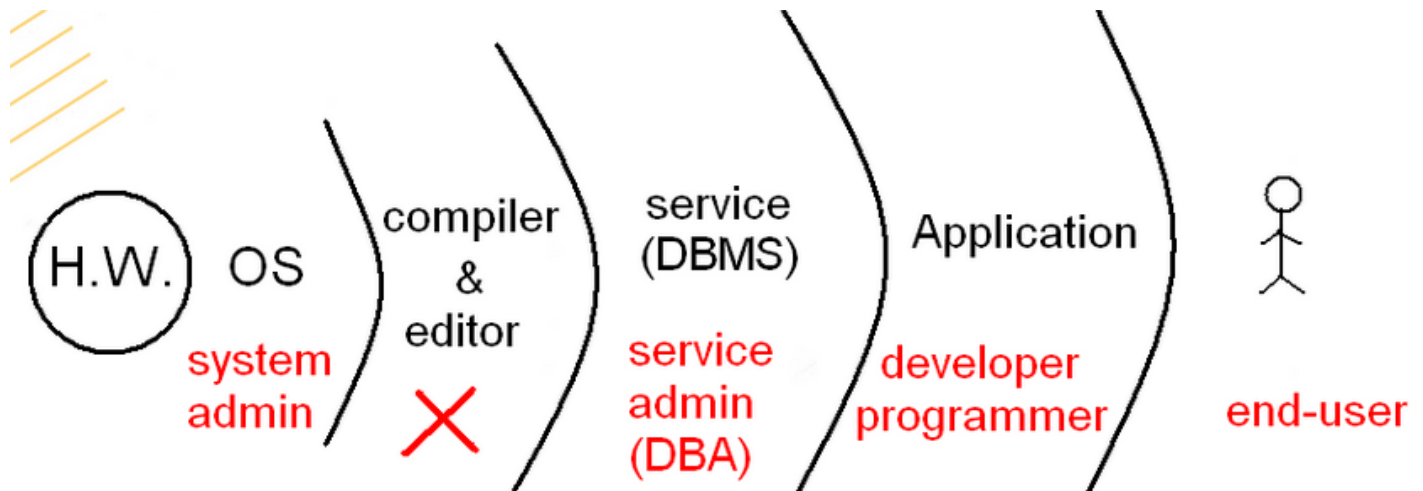 H.W.
OS
system
admin
compiler
&
editor
service
(DBMS)
service
admin
(DBA)
Application
developer
programmer
end-user